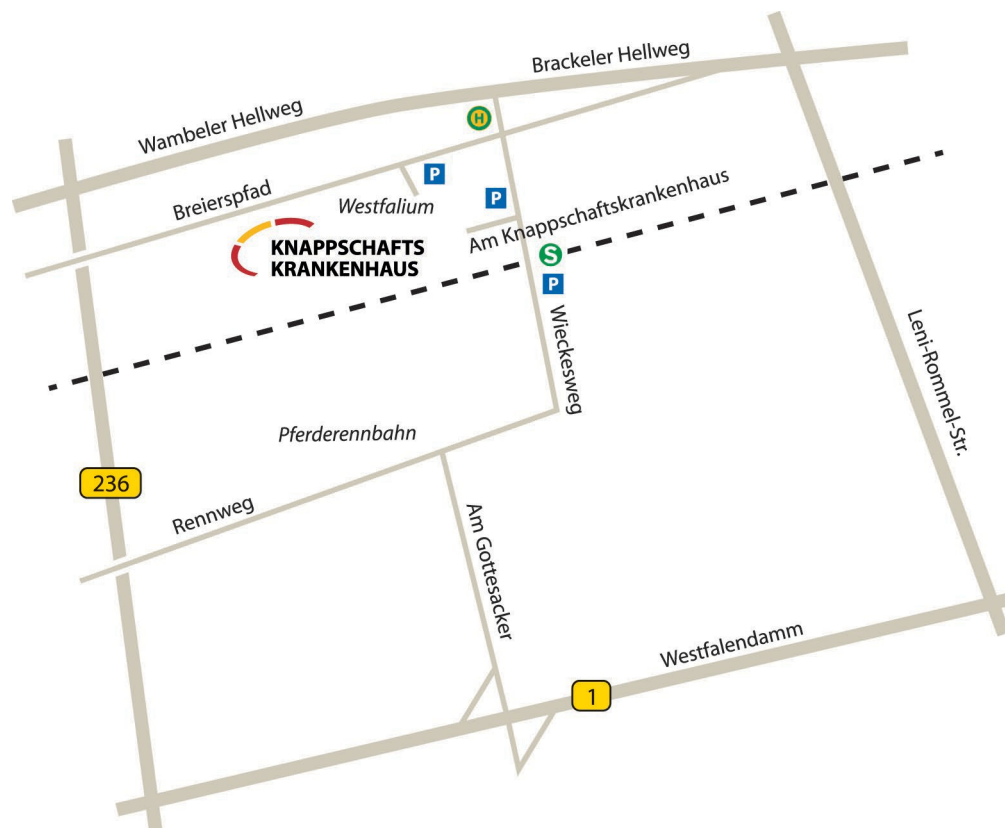 Brackeler Hellweg
Wambeler Hellweg
H
Breierspfad
P
Westfalium
P
Am Knappschaftskrankenhaus
KNAPPSCHAFTS
KRANKENHAUS
S
P
Wieckesweg
Leni-Rommel-Str.
Pferderennbahn
236
Rennweg
Am Gottesacker
Westfalendamm
1